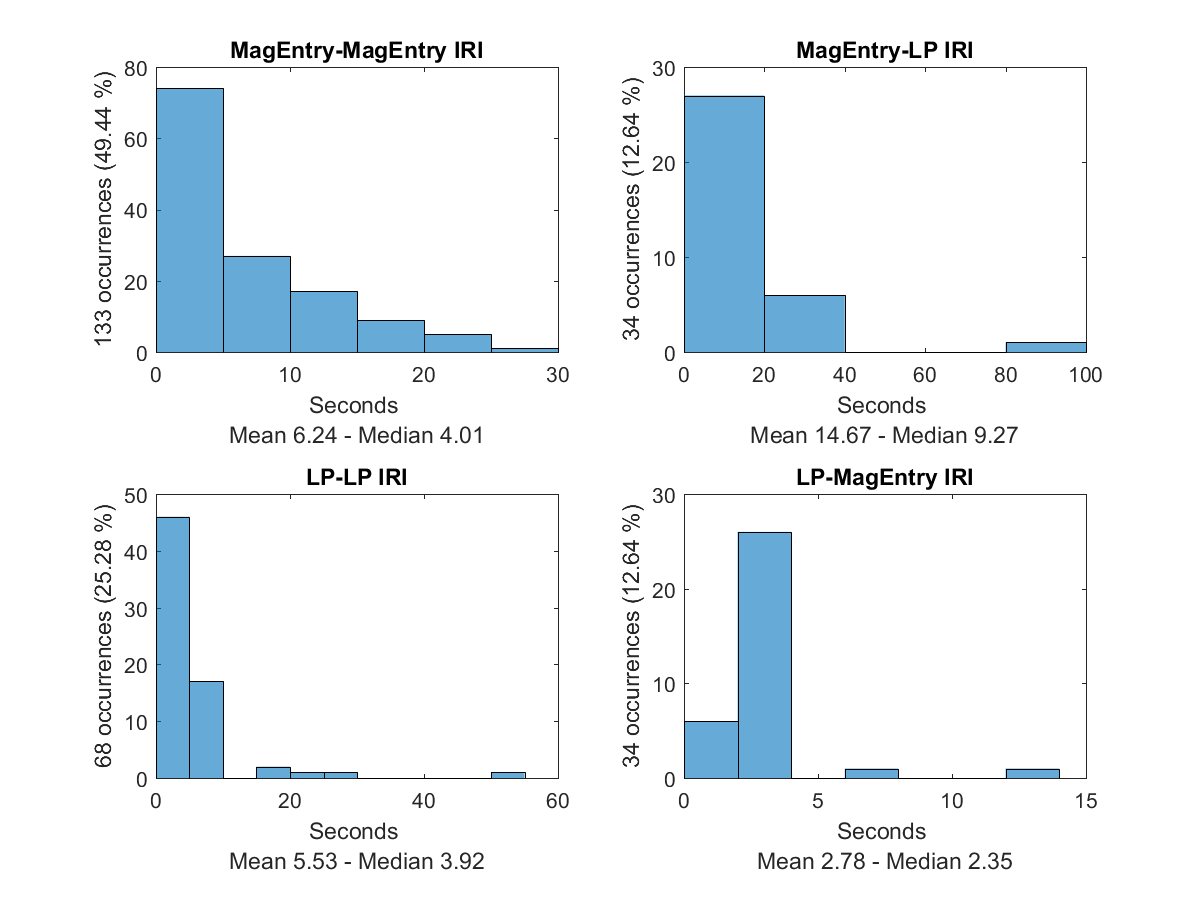 MagEntry-MagEntry IRI
133 occurrences (49.44 %)
80
60
40
20
0
0 10 20 30
Seconds
Mean 6.24 - Median 4.01
MagEntry-LP IRI
34 occurrences (12.64 %)
30
20
10
0
0 20 40 60 80 100
Seconds
Mean 14.67 - Median 9.27
LP-LP IRI
68 occurrences (25.28 %)
50
40
30
20
10
0
0 20 40 60
Seconds
Mean 5.53 - Median 3.92
LP-MagEntry IRI
34 occurrences (12.64 %)
30
20
10
0
0 5 10 15
Seconds
Mean 2.78 - Median 2.35